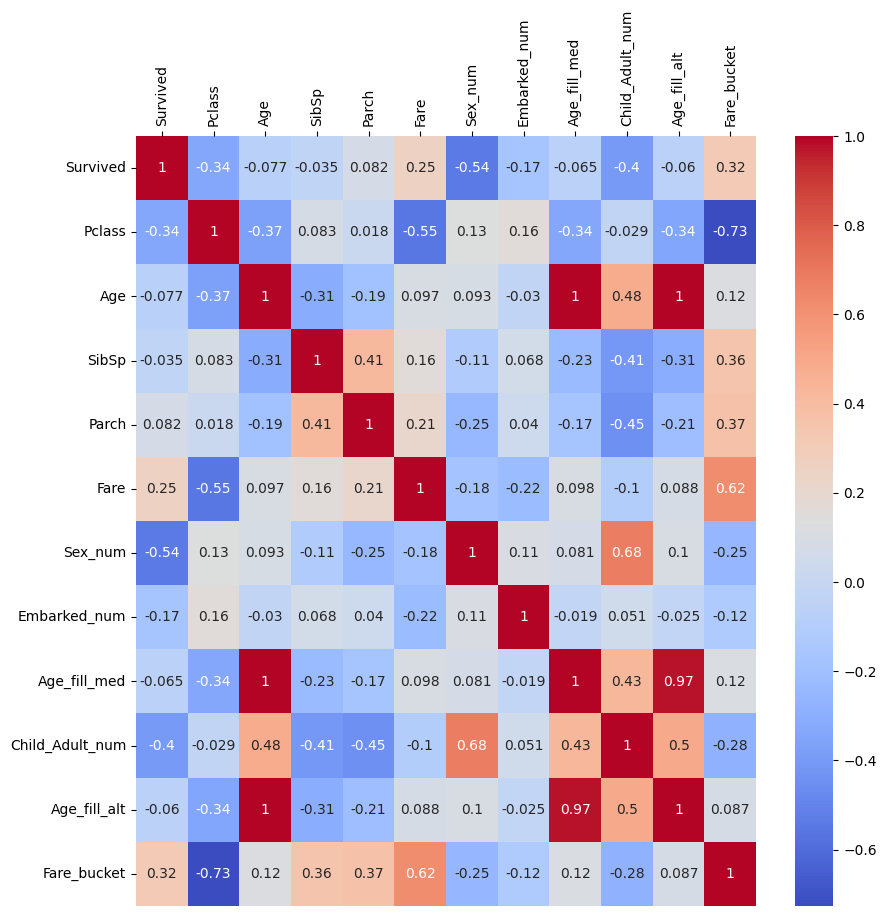 Survived Pclass Age SibSp Parch Fare Sex_num Embarked_num Age_fill_med Child_Adult_num Age_fill_alt Fare_bucket
Survived 1 -0.34 -0.077 -0.035 0.082 0.25 -0.54 -0.17 -0.065 -0.4 -0.06 0.32
Pclass -0.34 1 -0.37 0.083 0.018 -0.55 0.13 0.16 -0.34 -0.029 -0.34 -0.73
Age -0.077 -0.37 1 -0.31 -0.19 0.097 0.093 -0.03 1 0.48 1 0.12
SibSp -0.035 0.083 -0.31 1 0.41 0.16 -0.11 0.068 -0.23 -0.41 -0.31 0.36
Parch 0.082 0.018 -0.19 0.41 1 0.21 -0.25 0.04 -0.17 -0.45 -0.21 0.37
Fare 0.25 -0.55 0.097 0.16 0.21 1 -0.18 -0.22 0.098 -0.1 0.088 0.62
Sex_num -0.54 0.13 0.093 -0.11 -0.25 -0.18 1 0.11 0.081 0.68 0.1 -0.25
Embarked_num -0.17 0.16 -0.03 0.068 0.04 -0.22 0.11 1 -0.019 0.051 -0.025 -0.12
Age_fill_med -0.065 -0.34 1 -0.23 -0.17 0.098 0.081 -0.019 1 0.43 0.97 0.12
Child_Adult_num -0.4 -0.029 0.48 -0.41 -0.45 -0.1 0.68 0.051 0.43 1 0.5 -0.28
Age_fill_alt -0.06 -0.34 1 -0.31 -0.21 0.088 0.1 -0.025 0.97 0.5 1 0.087
Fare_bucket 0.32 -0.73 0.12 0.36 0.37 0.62 -0.25 -0.12 0.12 -0.28 0.087 1
1.0
0.8
0.6
0.4
0.2
0.0
−0.2
−0.4
−0.6